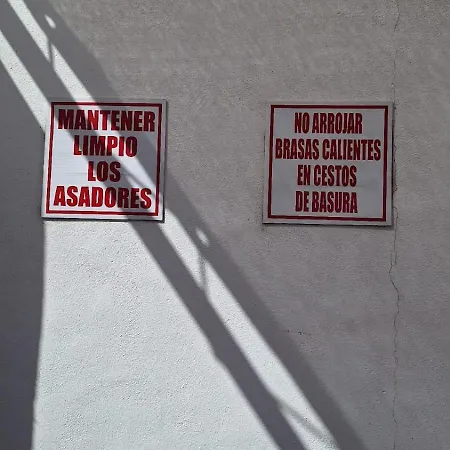 MANTENER
LIMPIO
LOS
ASADORES
NO ARROJAR
BRASAS CALIENTES
EN CESTOS
DE BASURA